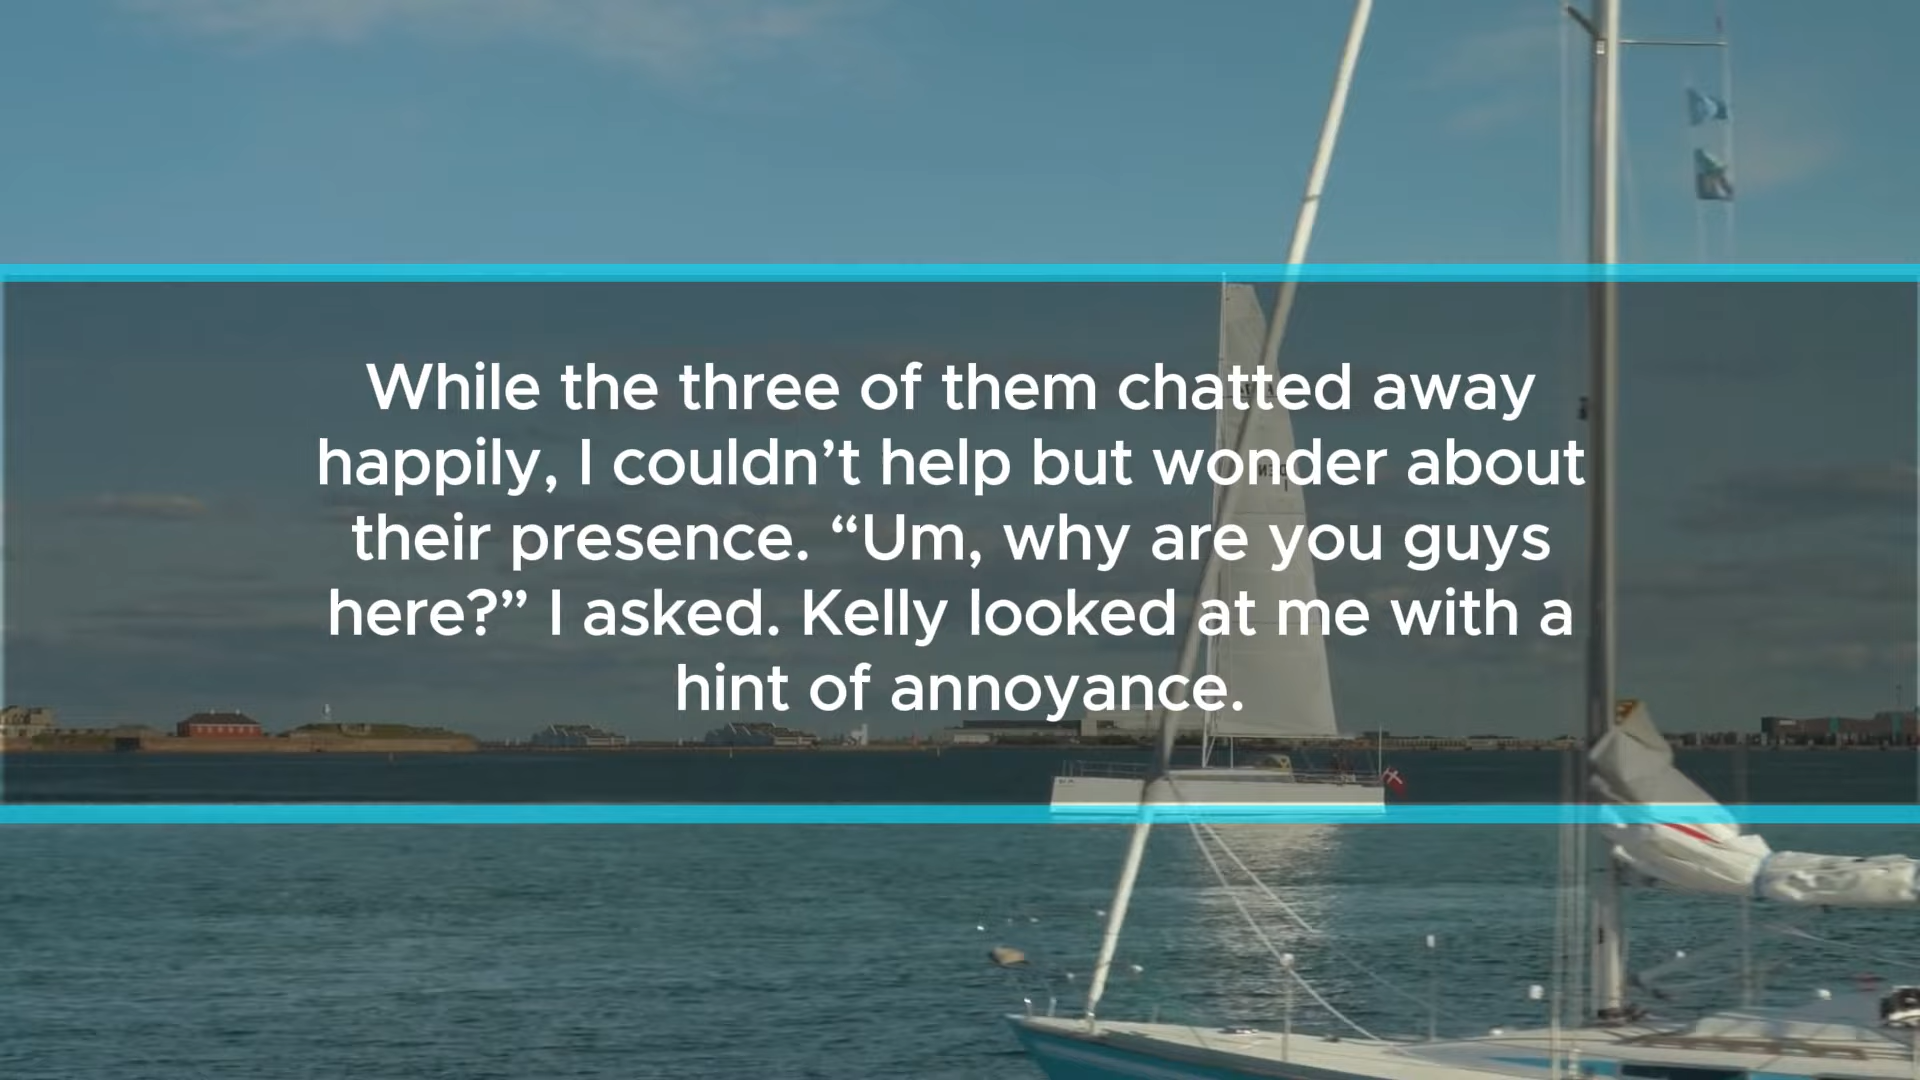 While the three of them chatted away
happily, I couldn’t help but wonder about
their presence. “Um, why are you guys
here?” I asked. Kelly looked at me with a
hint of annoyance.